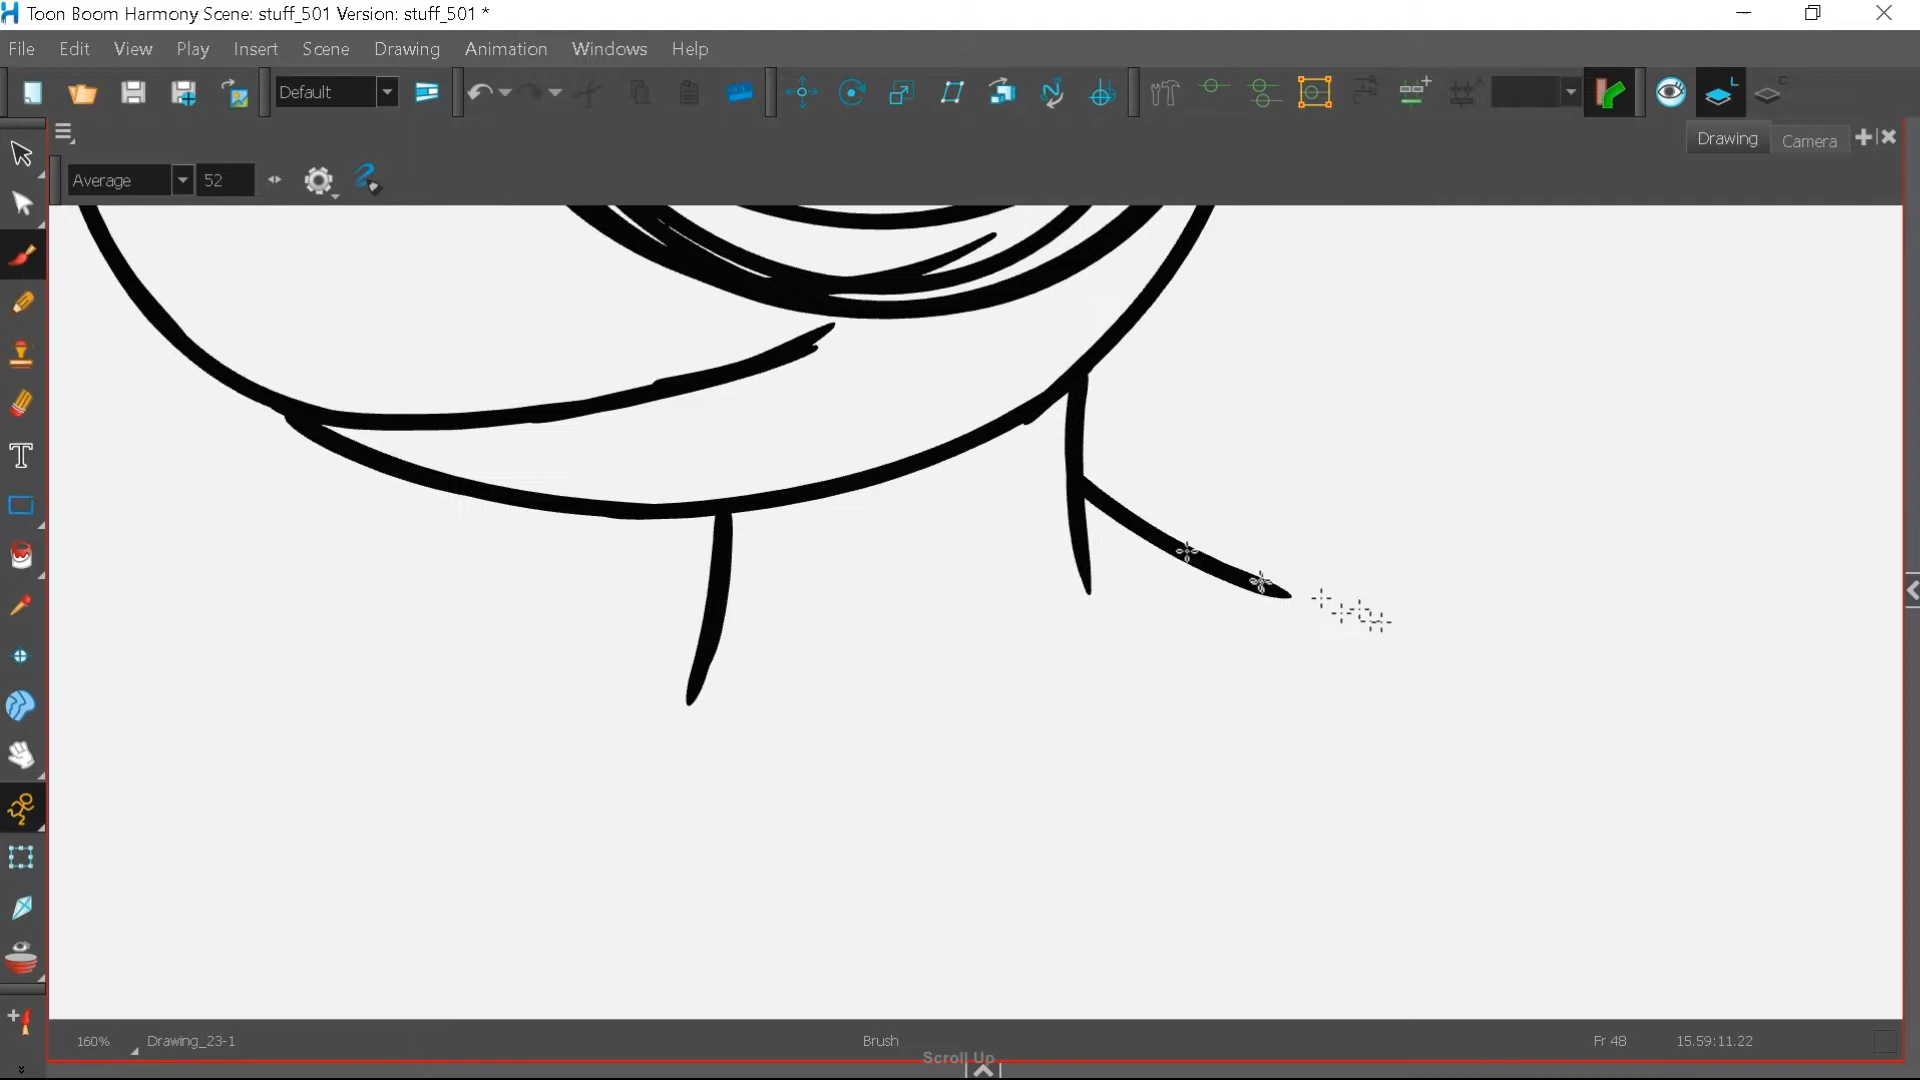 Toon Boom Harmony Scene: stuff_501 Version: stuff_501 *
File Edit View Play Insert Scene Drawing Animation Windows Help
Default
L
C
Drawing Camera
Average 52
T
160% Drawing_23-1 Brush Fr 48 15.59:11.22
Scroll Up